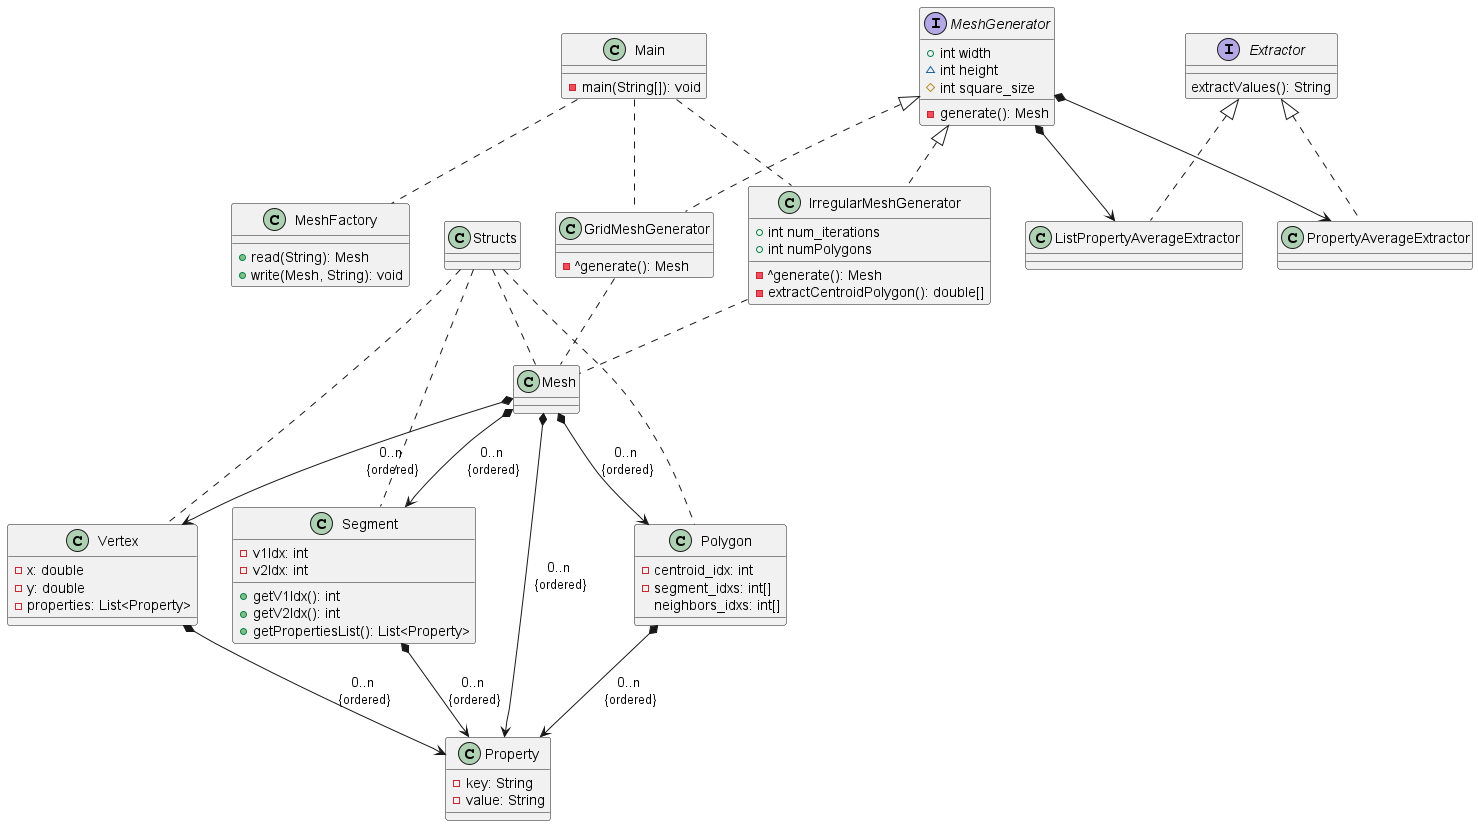 I MeshGenerator
int width
int height
int square_size
generate(): Mesh
C Main
main(String[]): void
I Extractor
extractValues(): String
C MeshFactory
read(String): Mesh
write(Mesh, String): void
C Structs
C GridMeshGenerator
^generate(): Mesh
C IrregularMeshGenerator
int num_iterations
int numPolygons
^generate(): Mesh
extractCentroidPolygon(): double[]
C ListPropertyAverageExtractor
C PropertyAverageExtractor
C Mesh
0..n
{ordered}
0..n
{ordered}
0..n
{ordered}
0..n
{ordered}
C Vertex
x: double
y: double
properties: List<Property>
C Segment
v1Idx: int
v2Idx: int
getV1Idx(): int
getV2Idx(): int
getPropertiesList(): List<Property>
C Polygon
centroid_idx: int
segment_idxs: int[]
neighbors_idxs: int[]
0..n
{ordered}
0..n
{ordered}
0..n
{ordered}
C Property
key: String
value: String